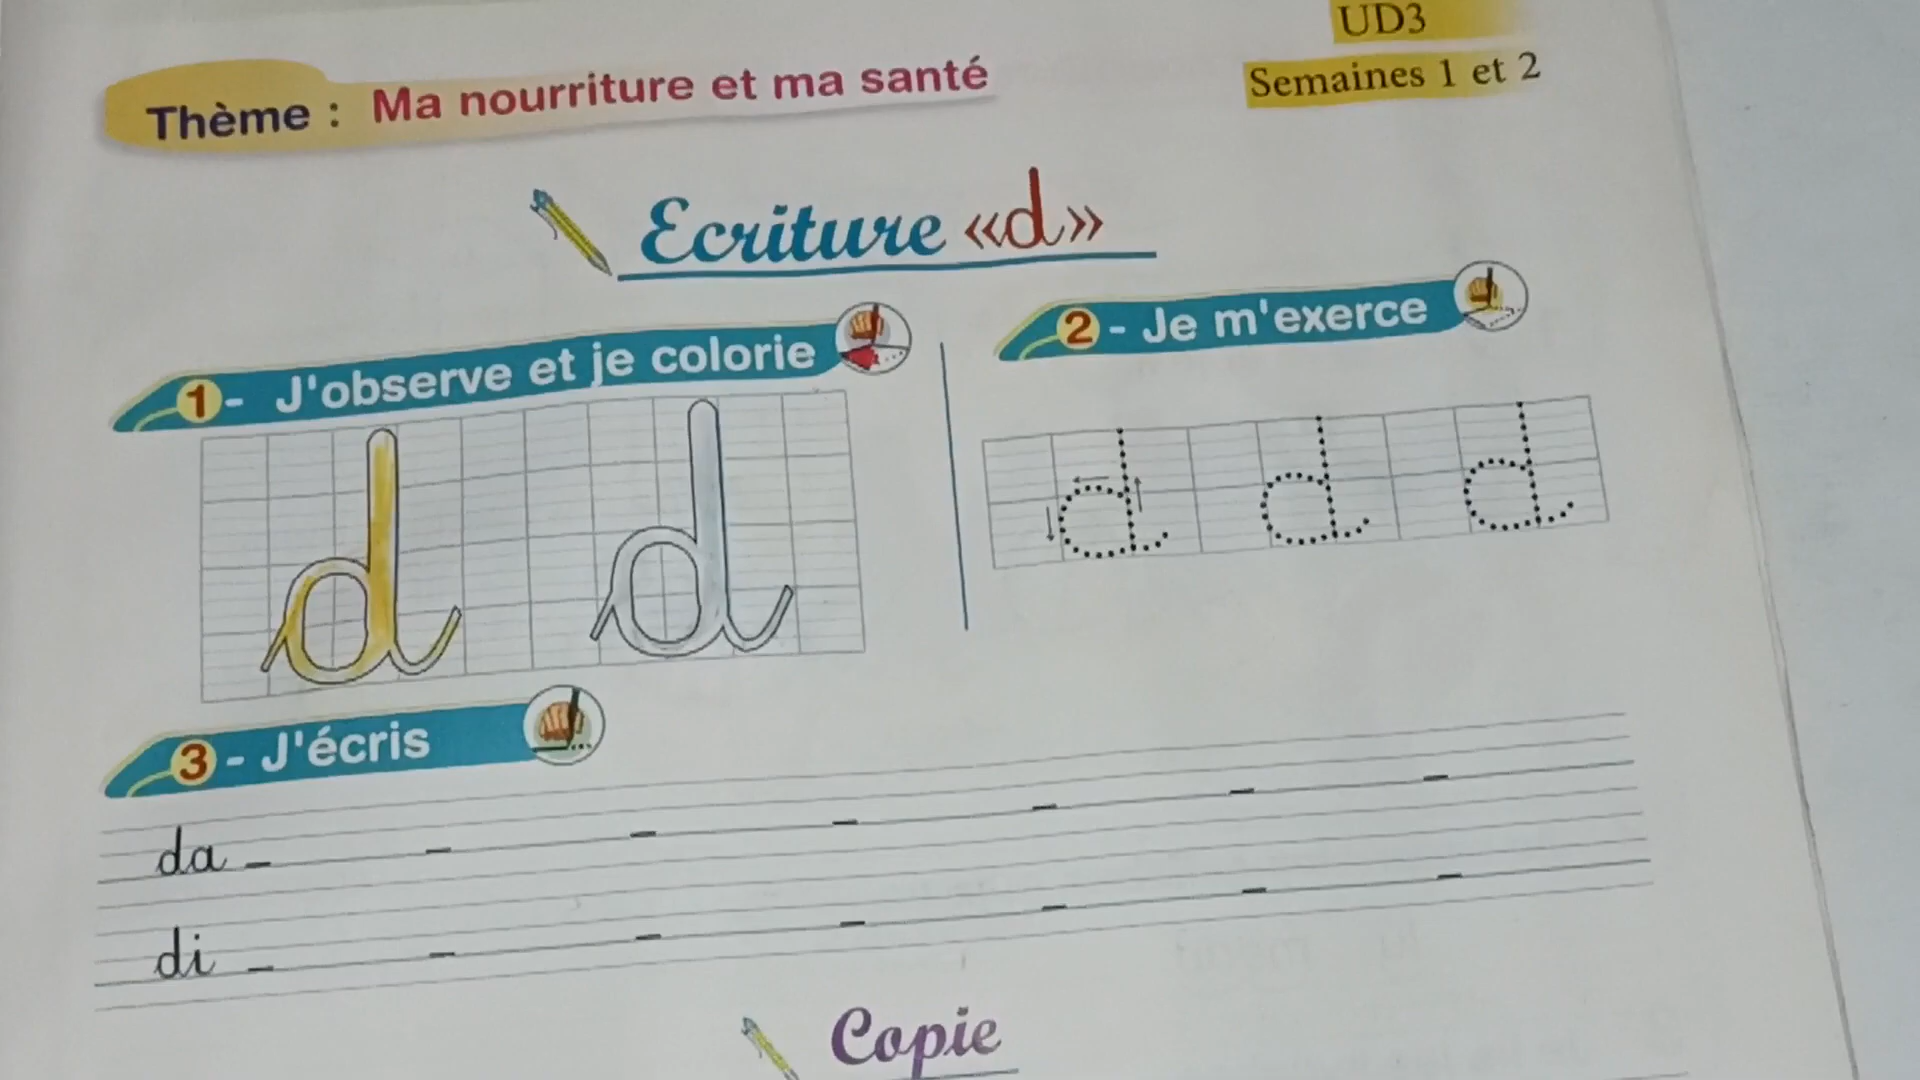 UD3
Thème : Ma nourriture et ma santé
Semaines 1 et 2
Ecriture «d»
1 - J'observe et je colorie
2 - Je m'exerce
d d
d d d
3 - J'écris
da - - - - - - -
di - - - - - - -
Copie